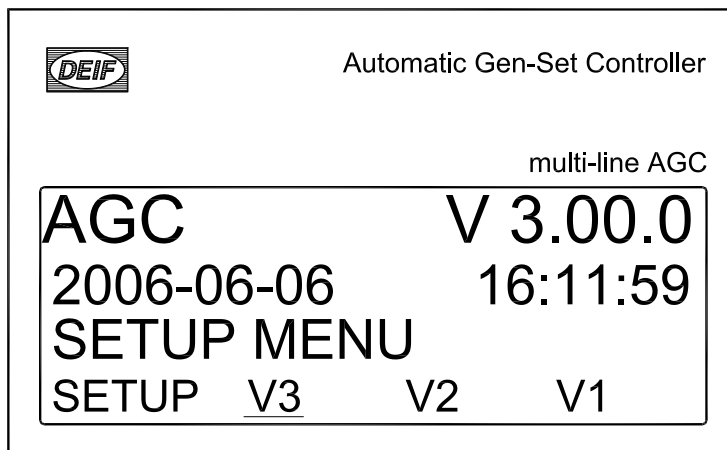 DEIF
Automatic Gen-Set Controller
multi-line AGC
AGC V 3.00.0
2006-06-06 16:11:59
SETUP MENU
SETUP V3 V2 V1